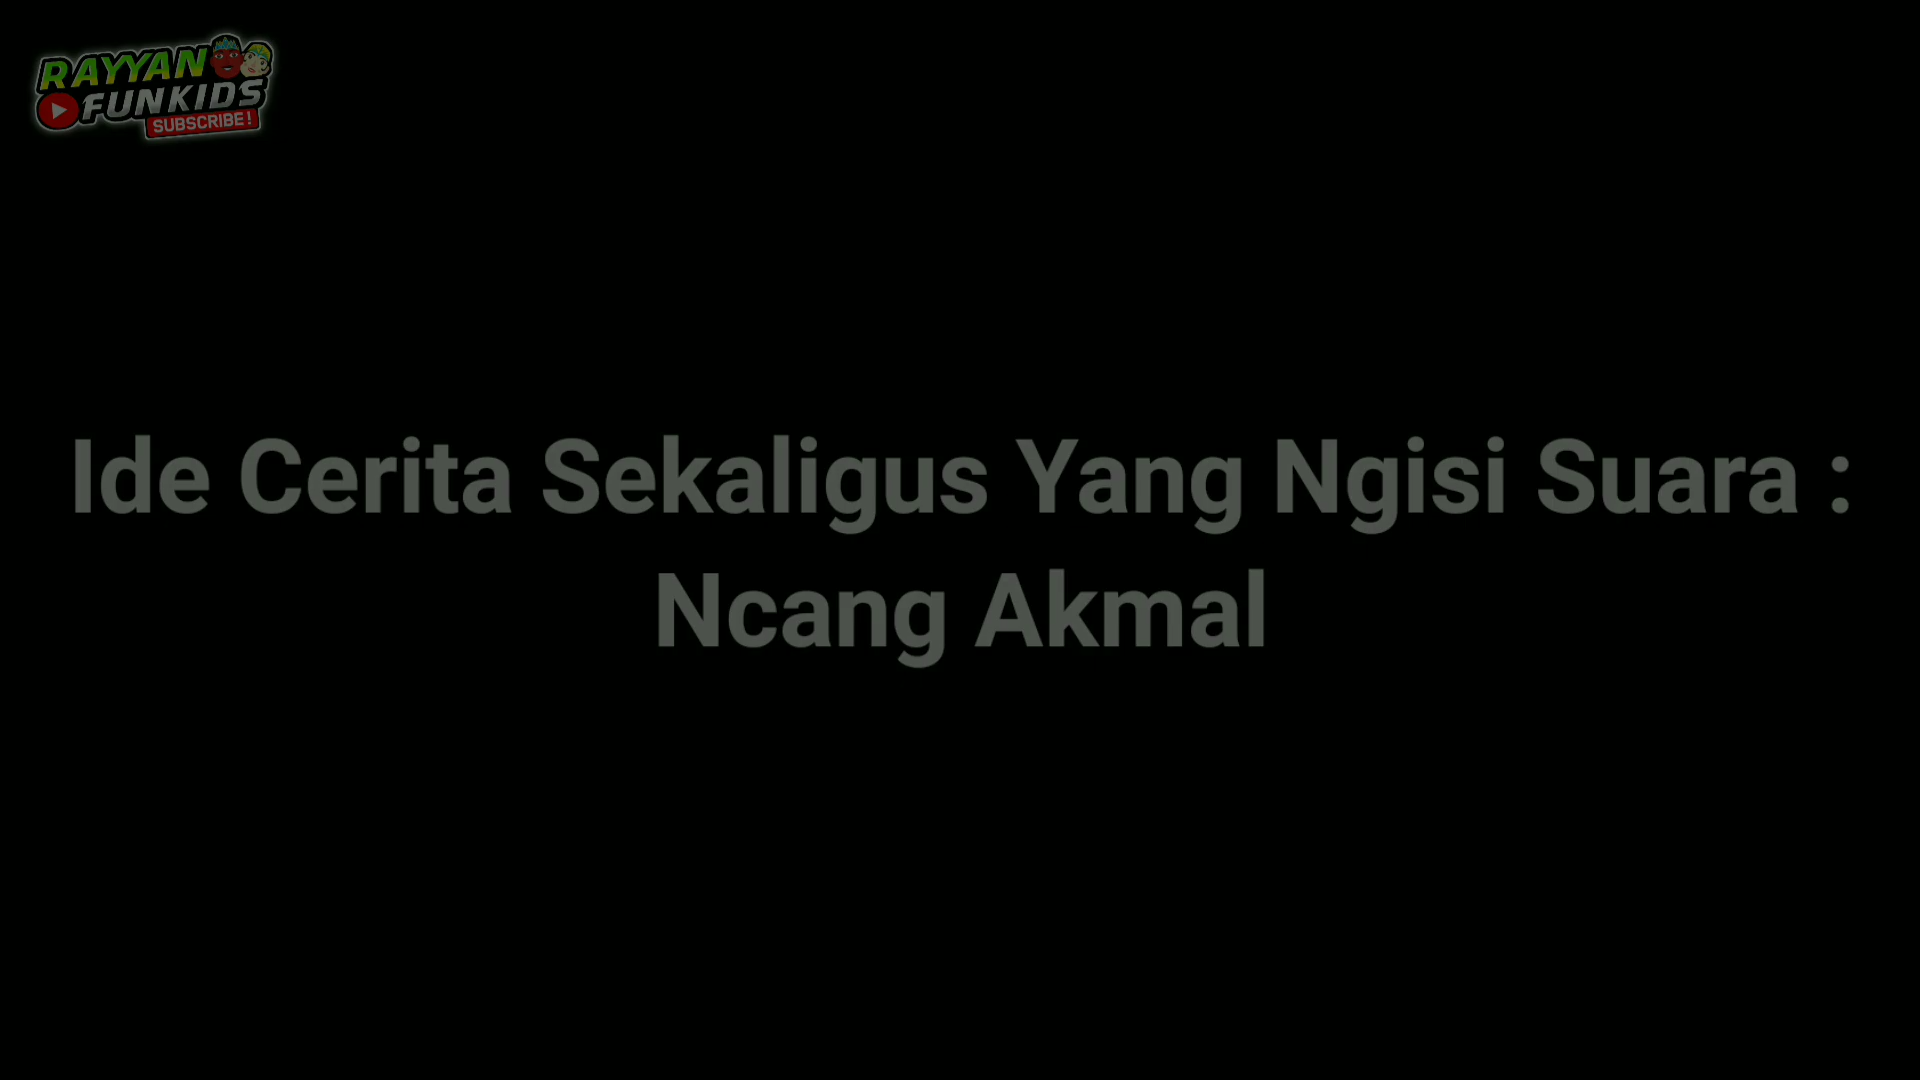 RAYYAN
FUNKIDS
SUBSCRIBE!
Ide Cerita Sekaligus Yang Ngisi Suara :
Ncang Akmal